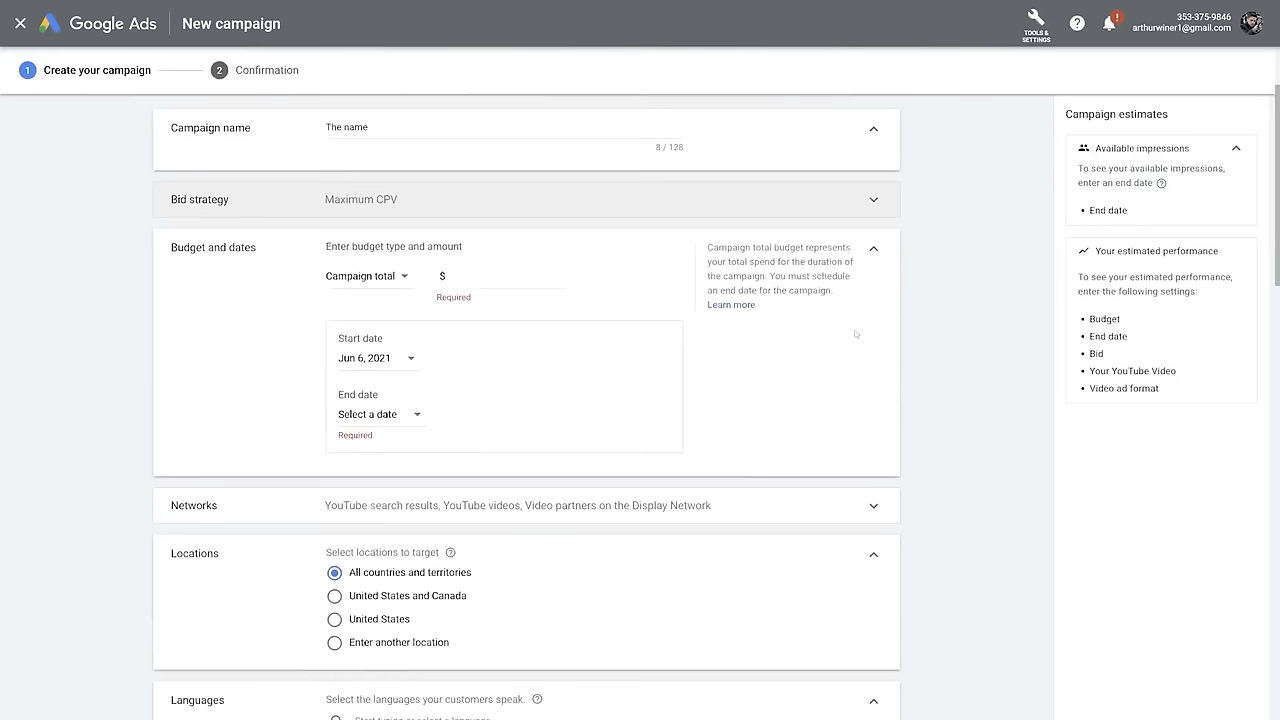 Google Ads
New campaign
TOOLS &
SETTINGS
?
!
353-375-9846
arthurwiner1@gmail.com
1 Create your campaign
2 Confirmation
Campaign name
The name
8 / 128
Bid strategy
Maximum CPV
Budget and dates
Enter budget type and amount
Campaign total
$
Required
Campaign total budget represents
your total spend for the duration of
the campaign. You must schedule
an end date for the campaign.
Learn more
Start date
Jun 6, 2021
End date
Select a date
Required
Networks
YouTube search results, YouTube videos, Video partners on the Display Network
Locations
Select locations to target
All countries and territories
United States and Canada
United States
Enter another location
Languages
Select the languages your customers speak.
Start typing or select a language
Campaign estimates
Available impressions
To see your available impressions,
enter an end date
• End date
Your estimated performance
To see your estimated performance,
enter the following settings:
• Budget
• End date
• Bid
• Your YouTube Video
• Video ad format